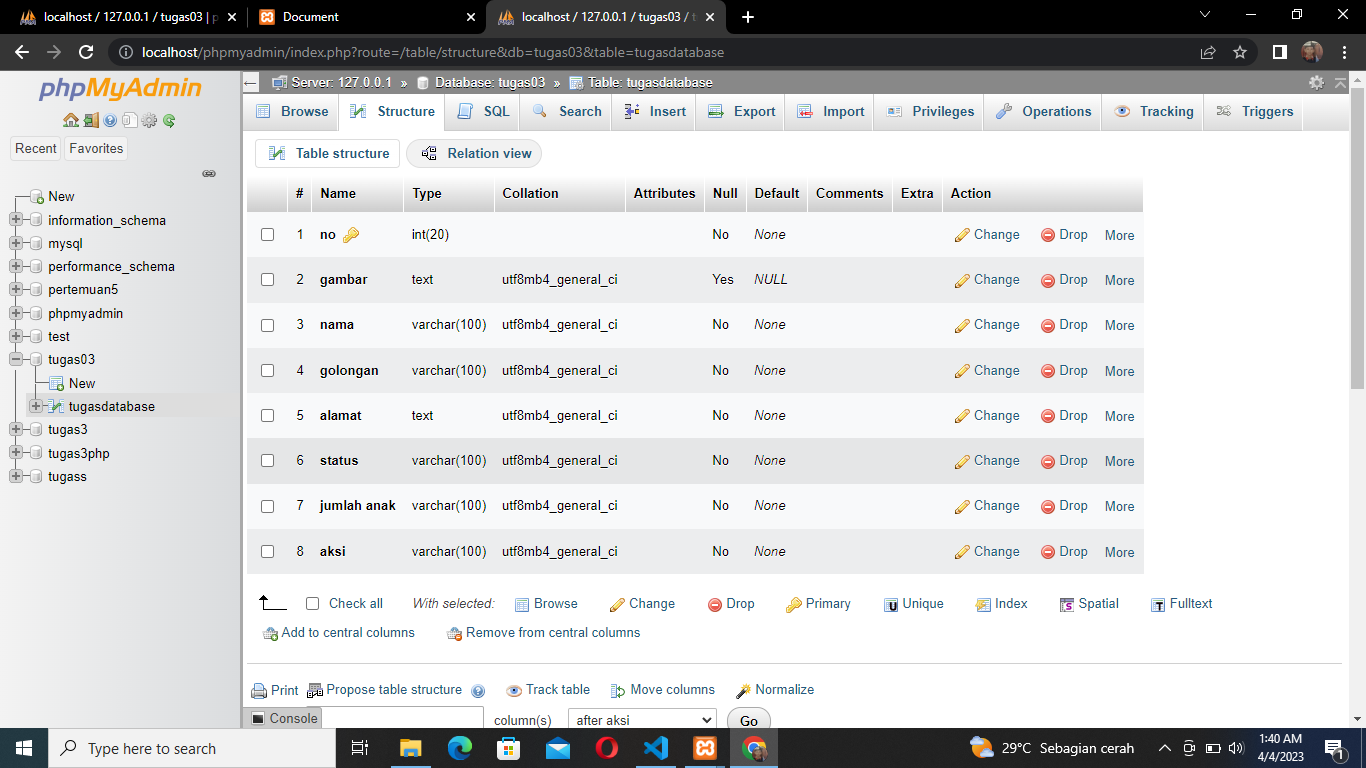 localhost / 127.0.0.1 / tugas03 | p
Document
localhost / 127.0.0.1 / tugas03 / t
localhost/phpmyadmin/index.php?route=/table/structure&db=tugas03&table=tugasdatabase
phpMyAdmin
Recent Favorites
New
information_schema
mysql
performance_schema
pertemuan5
phpmyadmin
test
tugas03
New
tugasdatabase
tugas3
tugas3php
tugass
Server: 127.0.0.1 » Database: tugas03 » Table: tugasdatabase
Browse Structure SQL Search Insert Export Import Privileges Operations Tracking Triggers
Table structure Relation view
# Name Type Collation Attributes Null Default Comments Extra Action
1 no int(20) No None Change Drop More
2 gambar text utf8mb4_general_ci Yes NULL Change Drop More
3 nama varchar(100) utf8mb4_general_ci No None Change Drop More
4 golongan varchar(100) utf8mb4_general_ci No None Change Drop More
5 alamat text utf8mb4_general_ci No None Change Drop More
6 status varchar(100) utf8mb4_general_ci No None Change Drop More
7 jumlah anak varchar(100) utf8mb4_general_ci No None Change Drop More
8 aksi varchar(100) utf8mb4_general_ci No None Change Drop More
Check all With selected: Browse Change Drop Primary Unique Index Spatial Fulltext
Add to central columns Remove from central columns
Print Propose table structure Track table Move columns Normalize
Console column(s) after aksi Go
Type here to search
29°C Sebagian cerah
1:40 AM
4/4/2023
1